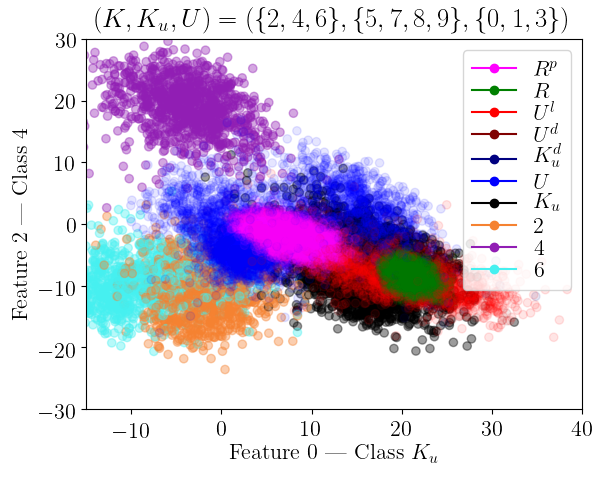 (K, K_u, U) = ({2, 4, 6}, {5, 7, 8, 9}, {0, 1, 3})
R^p
R
U^l
U^d
K_u^d
U
K_u
2
4
6
30
20
10
0
−10
−20
−30
Feature 2 — Class 4
−10 0 10 20 30 40
Feature 0 — Class K_u